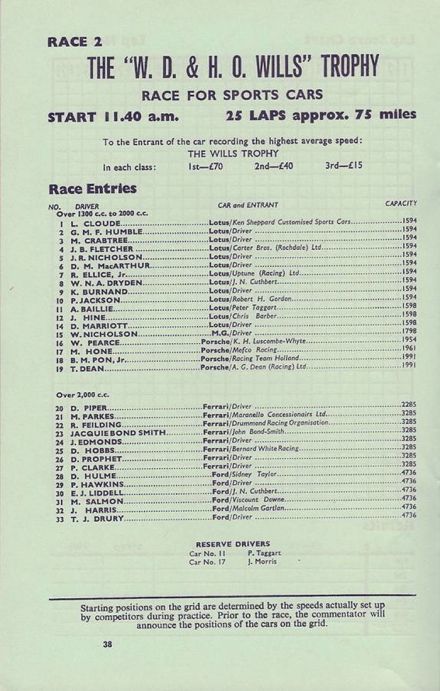 RACE 2
THE "W. D. & H. O. WILLS" TROPHY
RACE FOR SPORTS CARS
START 11.40 a.m. 25 LAPS approx. 75 miles
To the Entrant of the car recording the highest average speed:
THE WILLS TROPHY
In each class: 1st—£70 2nd—£40 3rd—£15
Race Entries
NO. DRIVER CAR and ENTRANT CAPACITY
Over 1300 c.c. to 2000 c.c.
1 L. CLOUDE Lotus/Ken Sheppard Customised Sports Cars 1594
2 G. M. F. HUMBLE Lotus/Driver 1594
3 M. CRABTREE Lotus/Driver 1594
4 J. B. FLETCHER Lotus/Carter Bros. (Rochdale) Ltd. 1594
5 J. R. NICHOLSON Lotus/Driver 1594
6 D. M. MacARTHUR Lotus/Driver 1594
7 R. ELLICE, Jr. Lotus/Uptune (Racing) Ltd. 1594
8 W. N. A. DRYDEN Lotus/J. N. Cuthbert 1594
9 K. BURNAND Lotus/Driver 1594
10 P. JACKSON Lotus/Robert H. Gordon 1594
11 A. BAILLIE Lotus/Peter Taggart 1598
12 J. HINE Lotus/Chris Barber 1598
14 D. MARRIOTT Lotus/Driver 1598
15 W. NICHOLSON M.G./Driver 1798
16 W. PEARCE Porsche/K. H. Luscombe-Whyte 1954
17 M. HONE Porsche/Mefco Racing 1961
18 B. M. PON, Jr. Porsche/Racing Team Holland 1991
19 T. DEAN Porsche/A. G. Dean (Racing) Ltd. 1991
Over 2,000 c.c.
20 D. PIPER Ferrari/Driver 2285
21 M. PARKES Ferrari/Maranello Concessionairs Ltd. 3285
22 R. FEILDING Ferrari/Drummond Racing Organisation 3285
23 JACQUIE BOND SMITH Ferrari/John Bond-Smith 3285
24 J. EDMONDS Ferrari/Driver 3285
25 D. HOBBS Ferrari/Bernard White Racing 3285
26 D. PROPHET Ferrari/Driver 3285
27 P. CLARKE Ferrari/Driver 3285
28 D. HULME Ford/Sidney Taylor 4736
29 P. HAWKINS Ford/Driver 4736
30 E. J. LIDDELL Ford/J. N. Cuthbert 4736
31 M. SALMON Ford/Viscount Downe 4736
32 J. HARRIS Ford/Malcolm Gartlan 4736
33 T. J. DRURY Ford/Driver 4736
RESERVE DRIVERS
Car No. 11 P. Taggart
Car No. 17 J. Morris
Starting positions on the grid are determined by the speeds actually set up
by competitors during practice. Prior to the race, the commentator will
announce the positions of the cars on the grid.
38